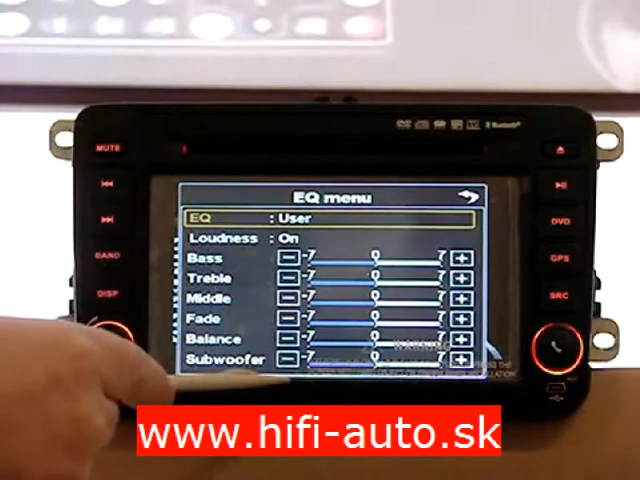 Bluetooth
MUTE
EQ menu
EQ : User
Loudness : On
Bass - -7 0 7 +
Treble - -7 0 7 +
Middle - -7 0 7 +
Fade - -7 0 7 +
Balance - -7 0 7 +
Subwoofer - -7 0 7 +
WARNING
BAND
DISP
DVD
GPS
SRC
www.hifi-auto.sk